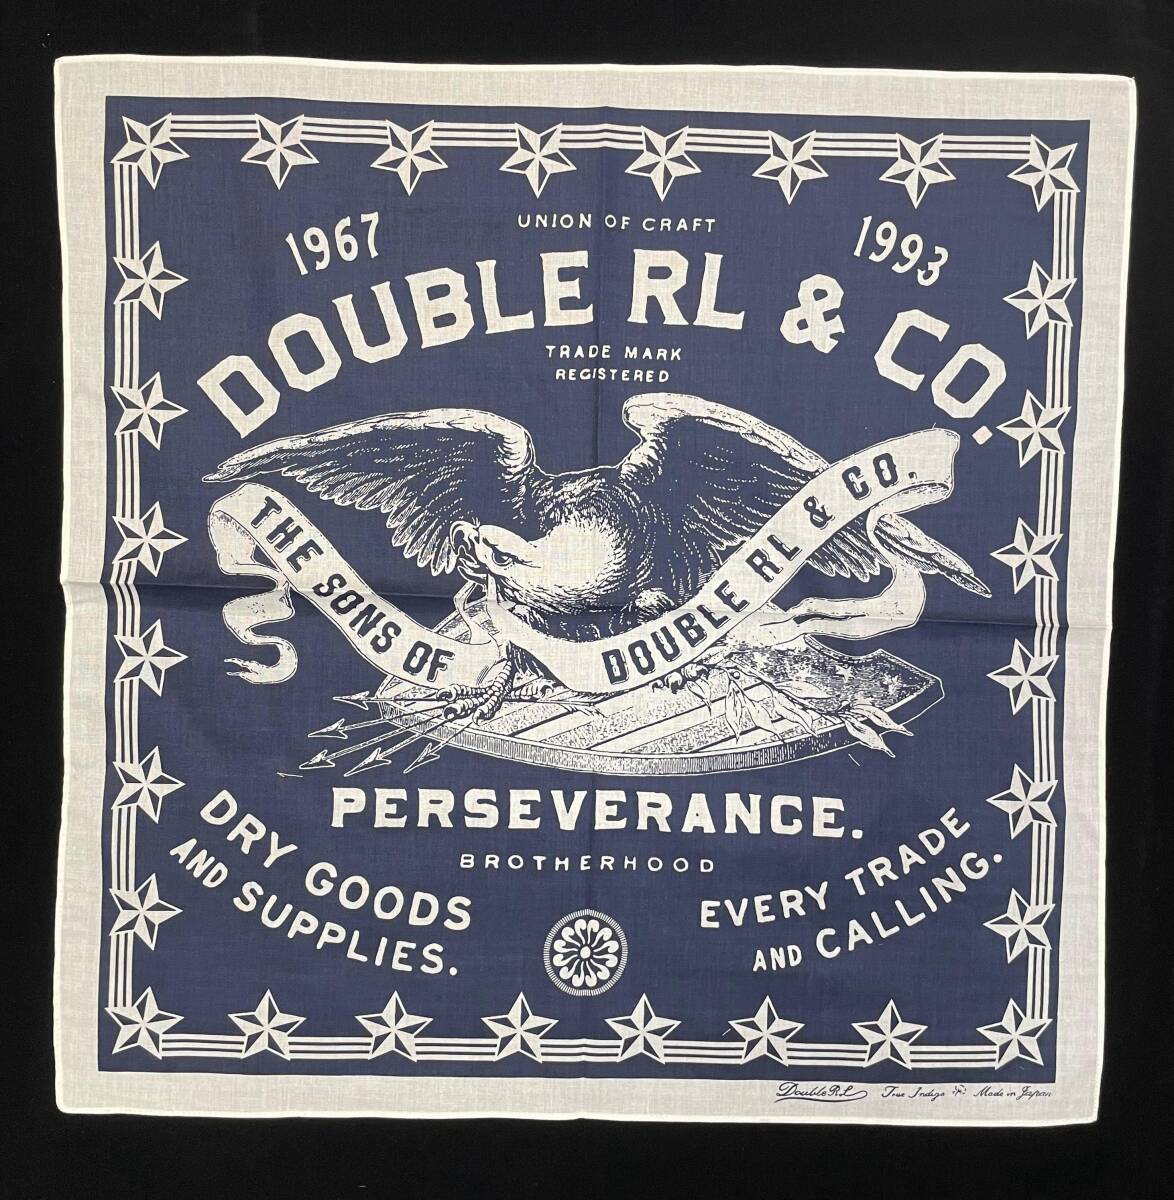 1967
UNION OF CRAFT
1993
DOUBLE RL & CO.
TRADE MARK
REGISTERED
THE SONS OF DOUBLE RL & CO.
PERSEVERANCE.
BROTHERHOOD
DRY GOODS
AND SUPPLIES.
EVERY TRADE
AND CALLING.
Double RL True Indigo Made in Japan